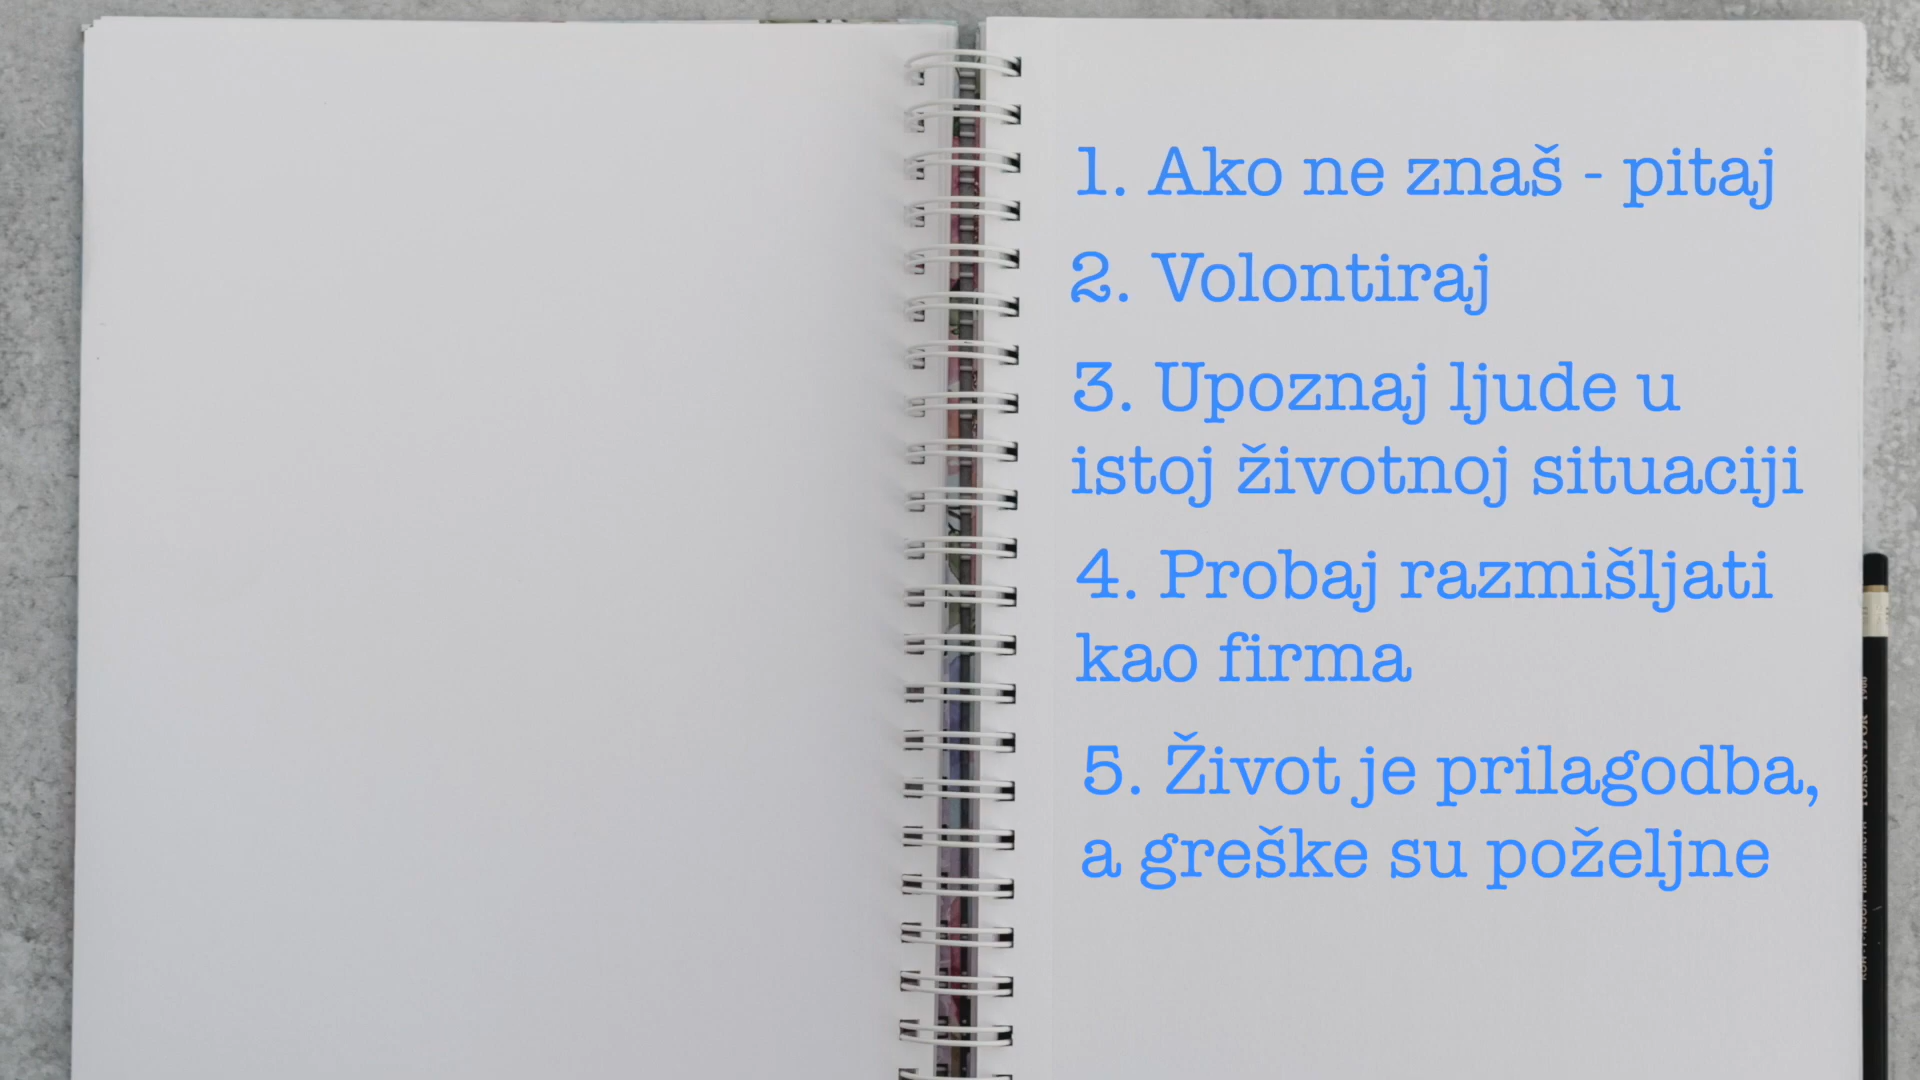 1. Ako ne znaš - pitaj
2. Volontiraj
3. Upoznaj ljude u
istoj životnoj situaciji
4. Probaj razmišljati
kao firma
5. Život je prilagodba,
a greške su poželjne